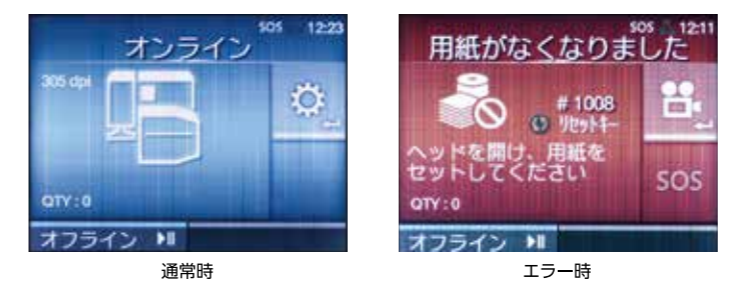 SOS 12:23
オンライン
305 dpi
QTY : 0
オフライン
通常時
SOS 12:11
用紙がなくなりました
# 1008
リセットキー
ヘッドを開け、用紙を
セットしてください
SOS
QTY : 0
オフライン
エラー時